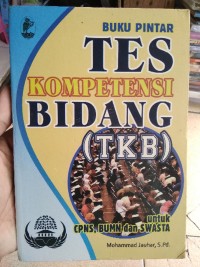 BUKU PINTAR
TES
KOMPETENSI
BIDANG
(TKB)
untuk
CPNS, BUMN dan SWASTA
Mohammad Jauhar, S.Pd.